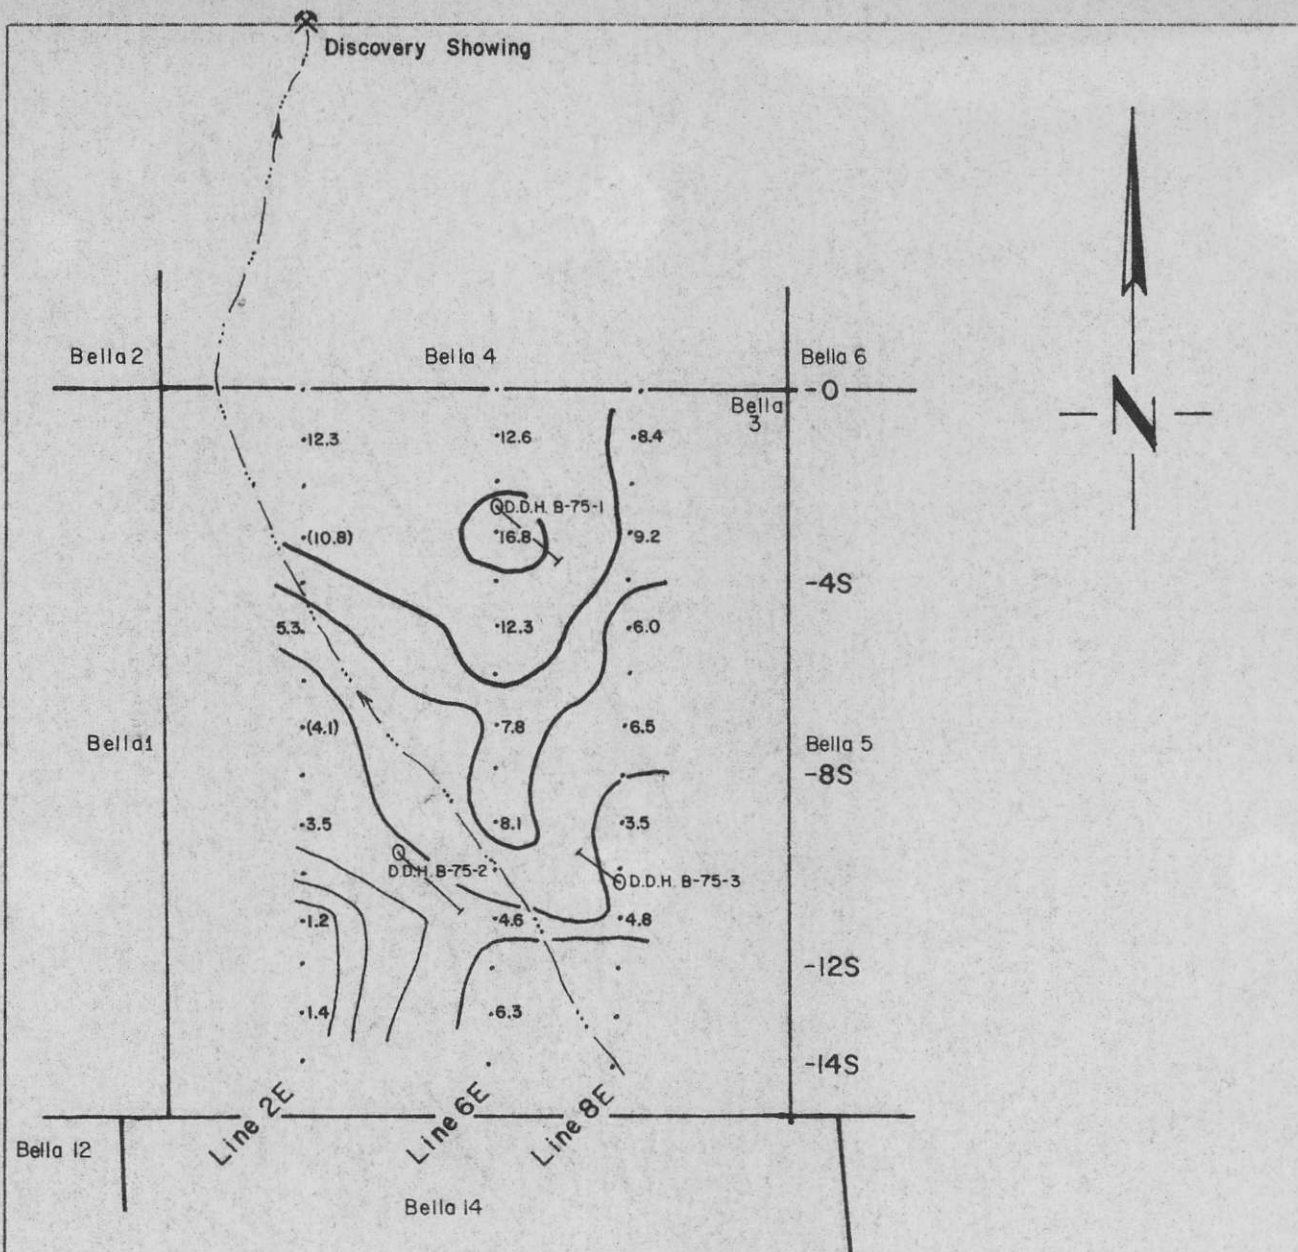 Discovery Showing
Bella 2
Bella 4
Bella 6
-0
Bella
3
N
12.3
12.6
8.4
D.D.H. B-75-1
(10.8)
16.8
9.2
-4S
5.3
12.3
6.0
(4.1)
7.8
6.5
Bella 1
Bella 5
-8S
3.5
8.1
3.5
D.D.H. B-75-2
D.D.H. B-75-3
1.2
4.6
4.8
-12S
1.4
6.3
-14S
Line 2E
Line 6E
Line 8E
Bella 12
Bella 14